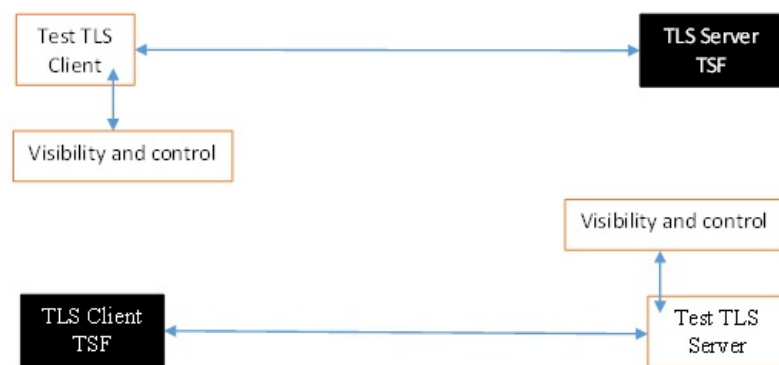 Test TLS
Client
TLS Server
TSF
Visibility and control
Visibility and control
TLS Client
TSF
Test TLS
Server